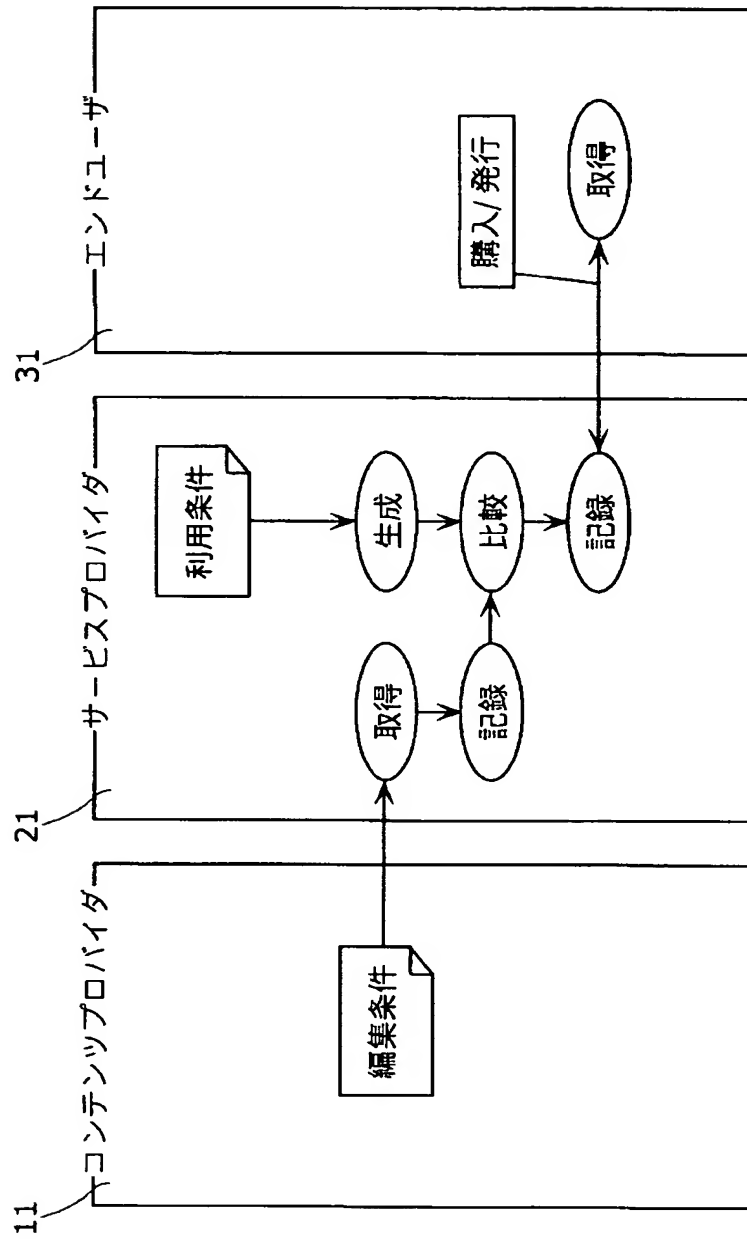 11
コンテンツプロバイダ
編集条件
21
サービスプロバイダ
利用条件
取得
生成
記録
比較
記録
31
エンドユーザ
購入/発行
取得